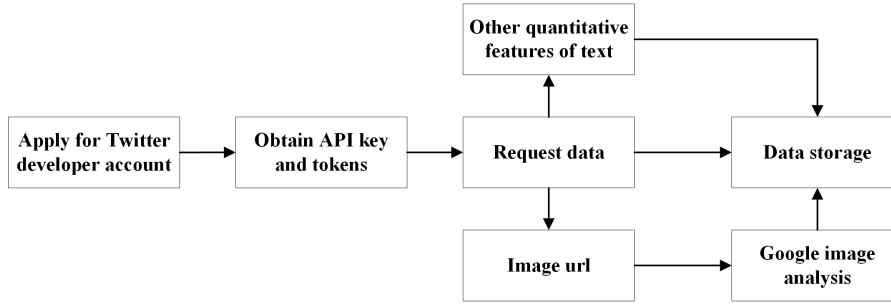 Other quantitative
features of text
Apply for Twitter
developer account
Obtain API key
and tokens
Request data
Data storage
Image url
Google image
analysis